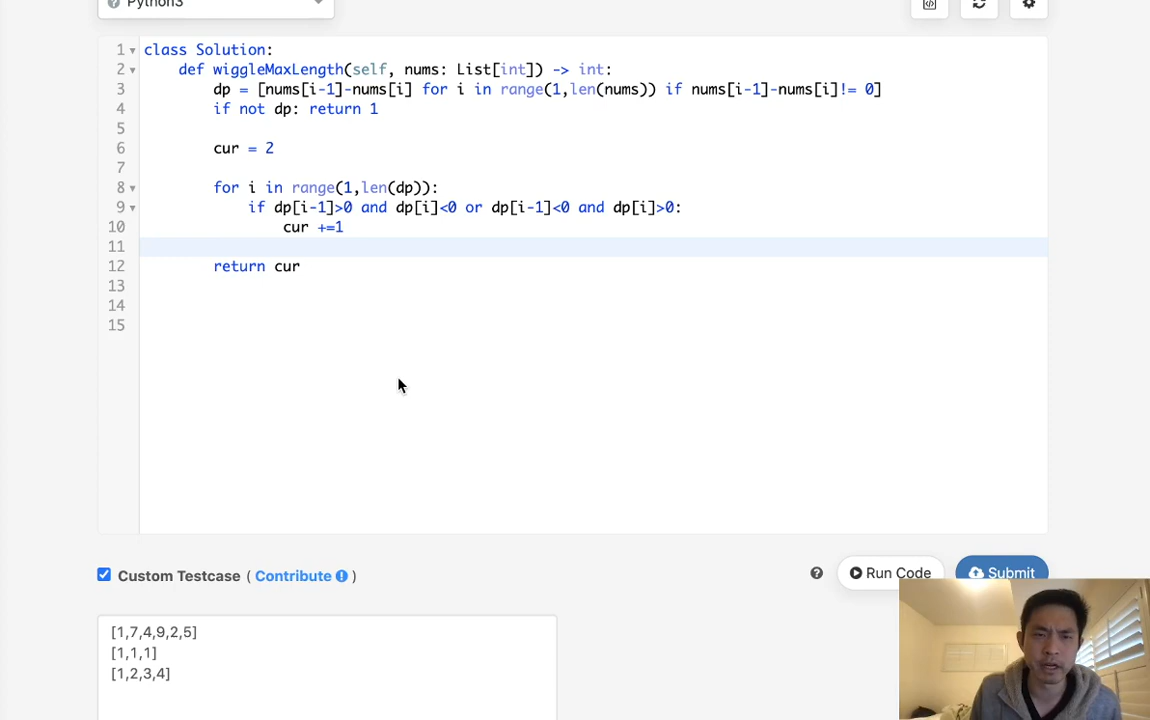 Python3
1 class Solution:
2 def wiggleMaxLength(self, nums: List[int]) -> int:
3 dp = [nums[i-1]-nums[i] for i in range(1,len(nums)) if nums[i-1]-nums[i]!= 0]
4 if not dp: return 1
5
6 cur = 2
7
8 for i in range(1,len(dp)):
9 if dp[i-1]>0 and dp[i]<0 or dp[i-1]<0 and dp[i]>0:
10 cur +=1
11
12 return cur
13
14
15
Custom Testcase ( Contribute ) Run Code Submit
[1,7,4,9,2,5]
[1,1,1]
[1,2,3,4]